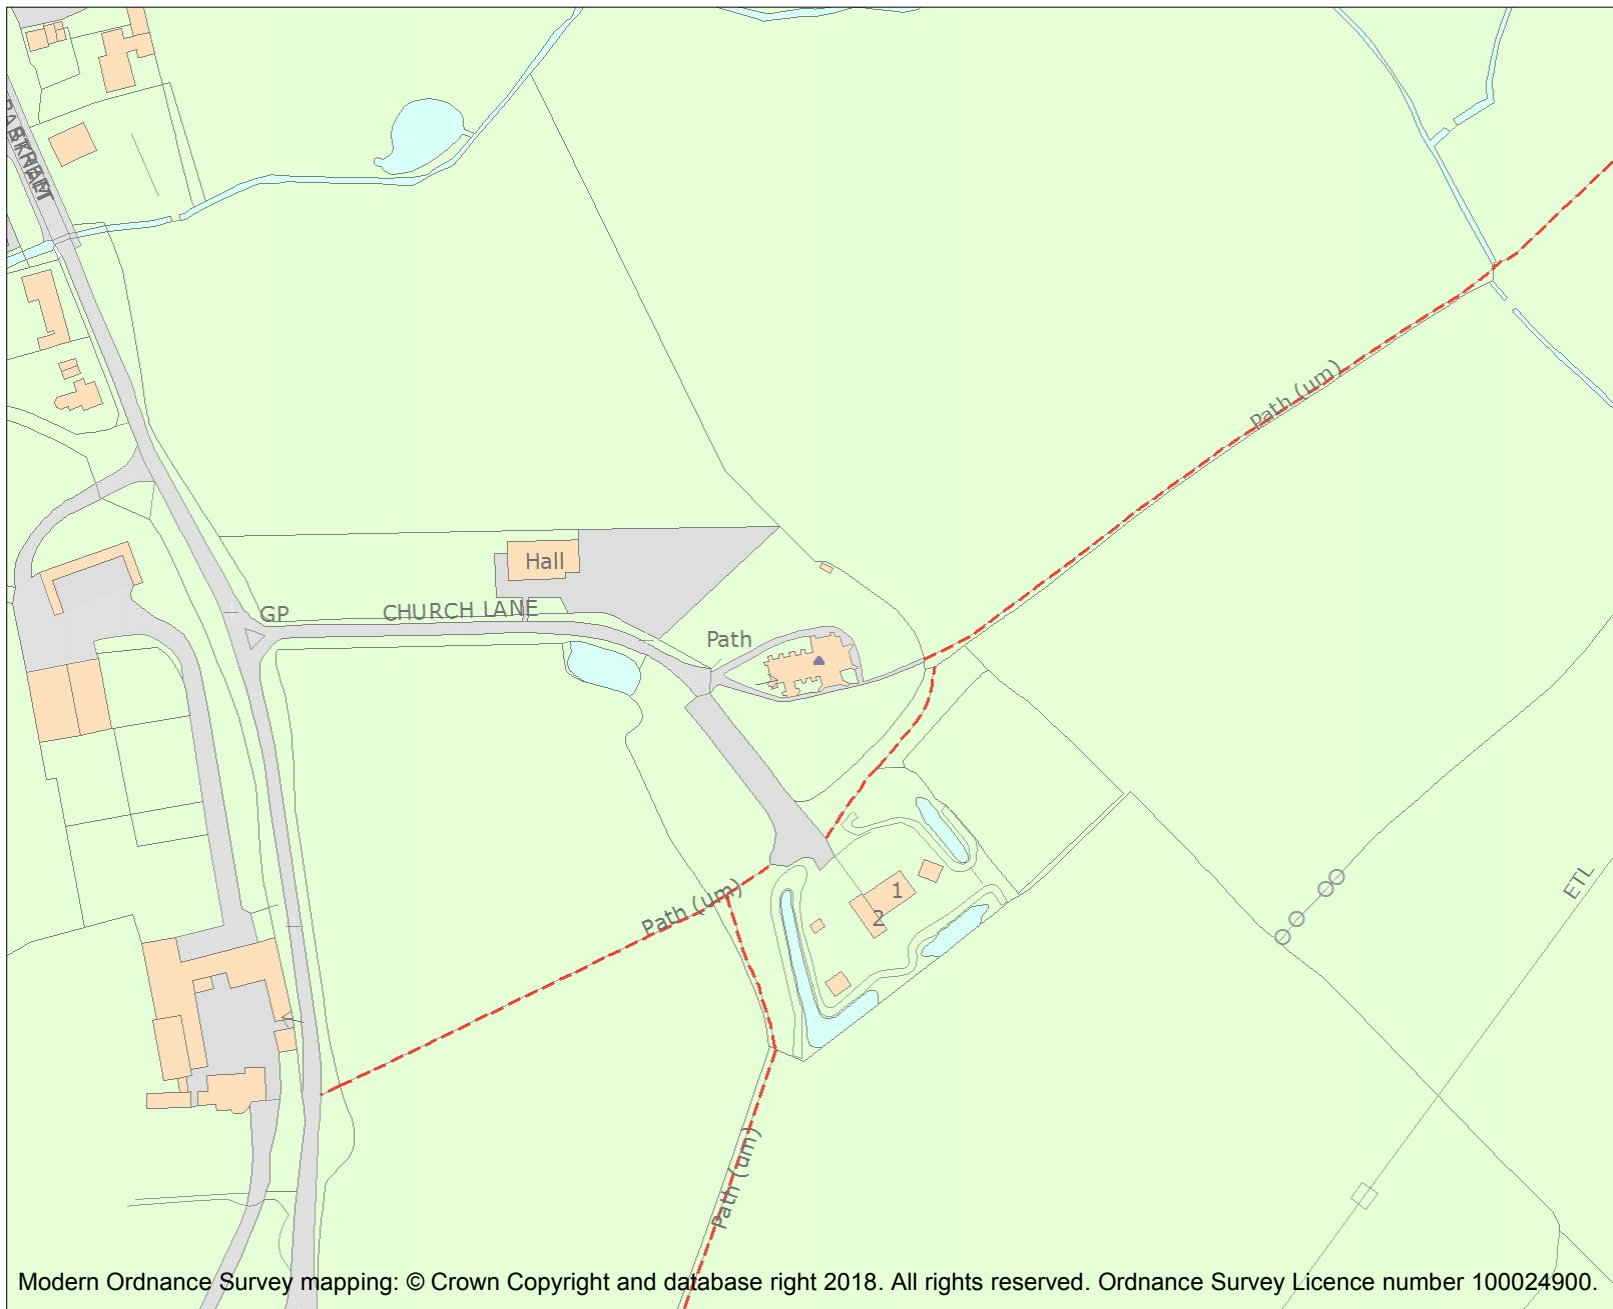 Path (um)
Hall
GP
CHURCH LANE
Path
ETL
1
2
Path (um)
Path (um)
Modern Ordnance Survey mapping: © Crown Copyright and database right 2018. All rights reserved. Ordnance Survey Licence number 100024900.